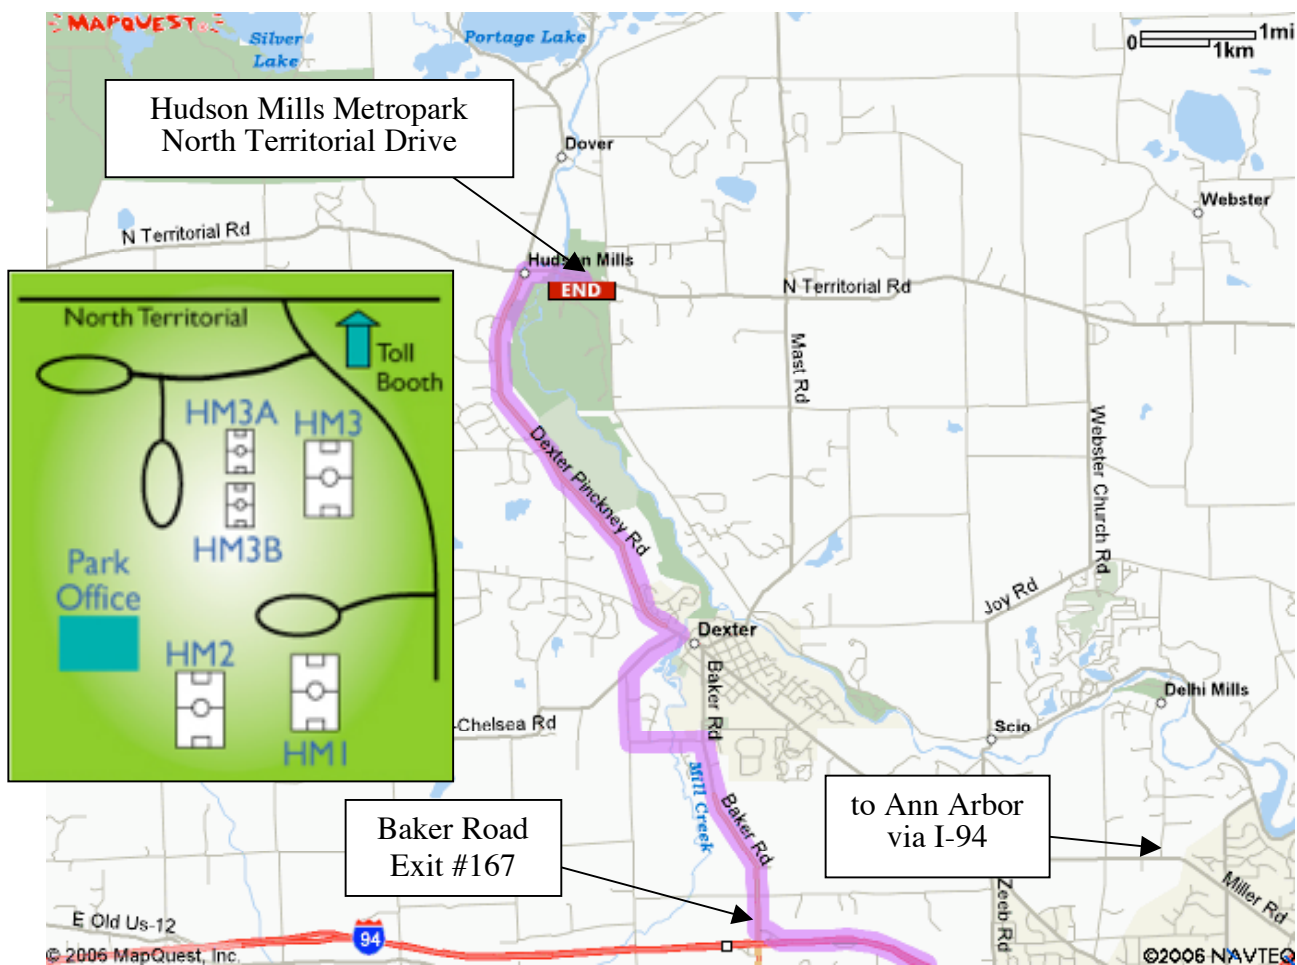 MAPQUEST
Silver
Lake
Portage Lake
0
1mi
1km
Hudson Mills Metropark
North Territorial Drive
Dover
Webster
N Territorial Rd
Hudson Mills
END
N Territorial Rd
North Territorial
Toll
Booth
HM3A
HM3
HM3B
Park
Office
HM2
HM1
Mast Rd
Webster Church Rd
Dexter Pinckney Rd
Joy Rd
Dexter
Baker Rd
Delhi Mills
-Chelsea Rd
Scio
Mill Creek
Baker Rd
Baker Road
Exit #167
to Ann Arbor
via I-94
Miller Rd
Zeeb Rd
E Old Us-12
94
© 2006 MapQuest, Inc.
©2006 NAVTEQ